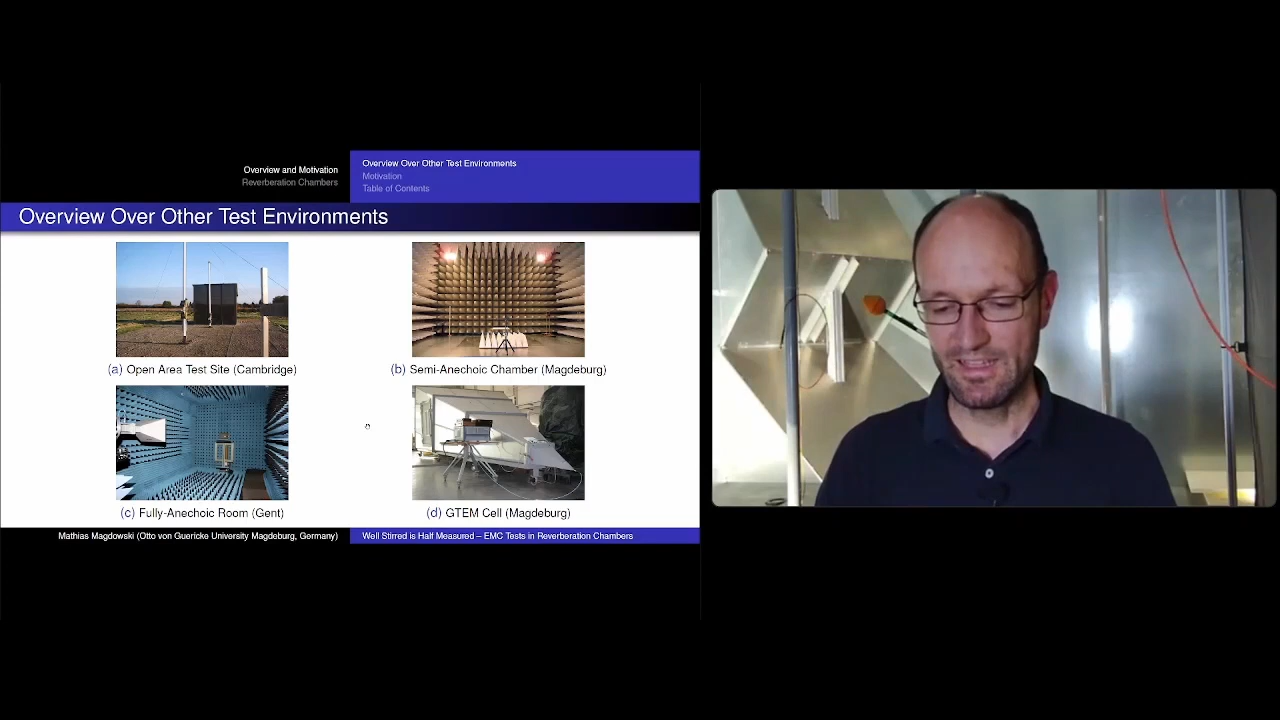 Overview and Motivation
Reverberation Chambers
Overview Over Other Test Environments
Motivation
Table of Contents
Overview Over Other Test Environments
(a) Open Area Test Site (Cambridge)
(b) Semi-Anechoic Chamber (Magdeburg)
(c) Fully-Anechoic Room (Gent)
(d) GTEM Cell (Magdeburg)
Mathias Magdowski (Otto von Guericke University Magdeburg, Germany)
Well Stirred is Half Measured – EMC Tests in Reverberation Chambers